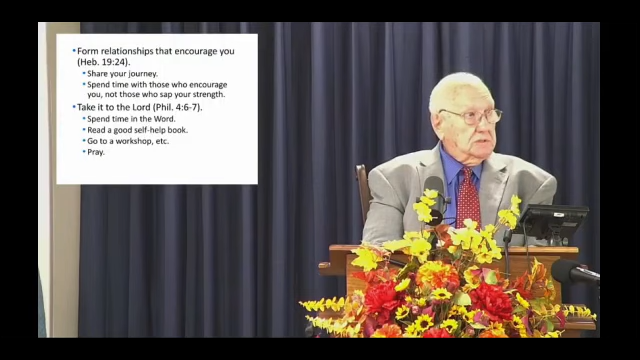 •Form relationships that encourage you
(Heb. 19:24).
•Share your journey.
•Spend time with those who encourage
you, not those who sap your strength.
•Take it to the Lord (Phil. 4:6-7).
•Spend time in the Word.
•Read a good self-help book.
•Go to a workshop, etc.
•Pray.